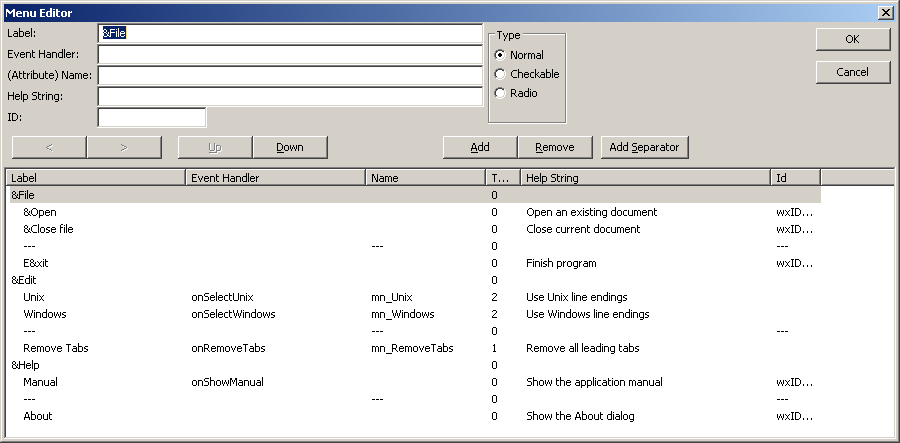 Menu Editor
Label: &File
Event Handler:
(Attribute) Name:
Help String:
ID:
Type
Normal
Checkable
Radio
OK
Cancel
< > Up Down Add Remove Add Separator
Label Event Handler Name T... Help String Id
&File 0
&Open 0 Open an existing document wxID...
&Close file 0 Close current document wxID...
--- --- 0 ---
E&xit 0 Finish program wxID...
&Edit 0
Unix onSelectUnix mn_Unix 2 Use Unix line endings
Windows onSelectWindows mn_Windows 2 Use Windows line endings
--- 0 ---
Remove Tabs onRemoveTabs mn_RemoveTabs 1 Remove all leading tabs
&Help 0
Manual onShowManual 0 Show the application manual wxID...
--- --- 0 ---
About 0 Show the About dialog wxID...